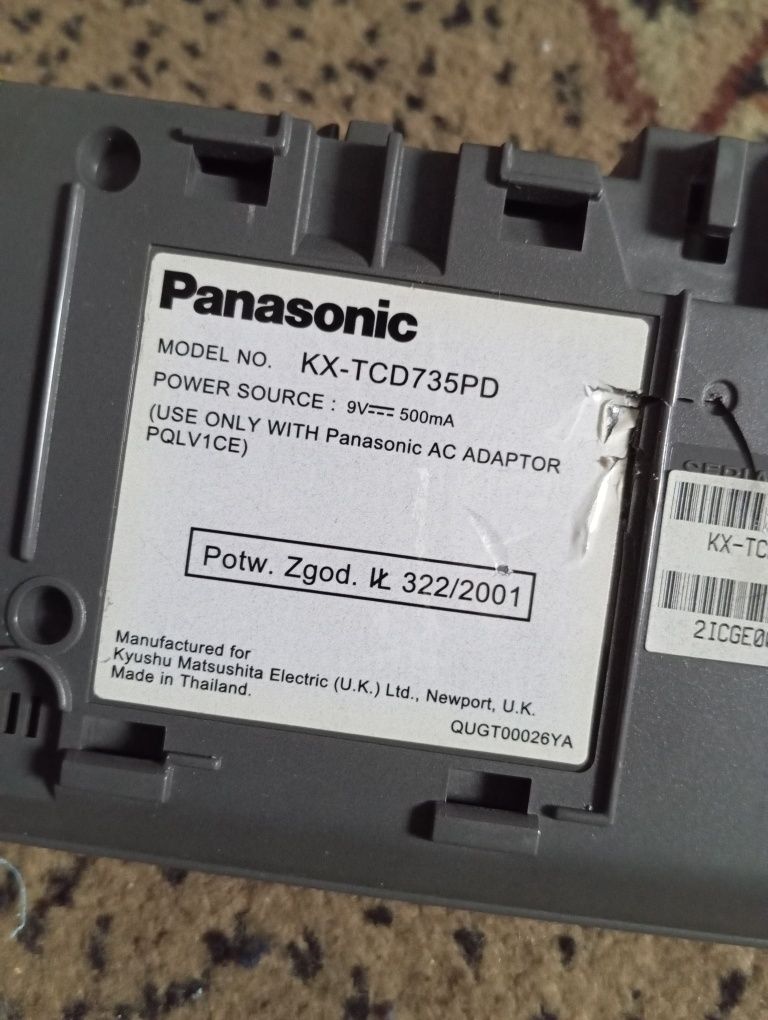 Panasonic
MODEL NO. KX-TCD735PD
POWER SOURCE : 9V⎓ 500mA
(USE ONLY WITH Panasonic AC ADAPTOR
PQLV1CE)
Potw. Zgod. IŁ 322/2001
Manufactured for
Kyushu Matsushita Electric (U.K.) Ltd., Newport, U.K.
Made in Thailand.
QUGT00026YA
KX-TC
2ICGE0